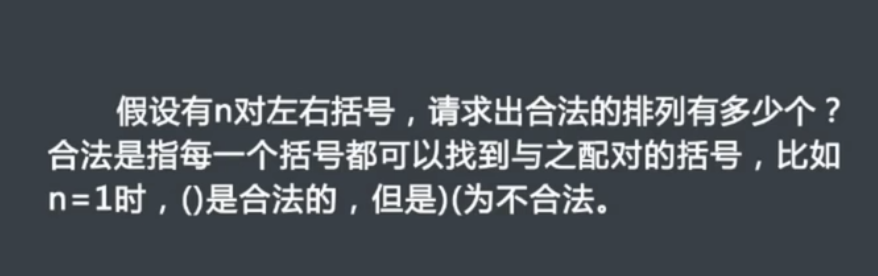 假设有n对左右括号，请求出合法的排列有多少个？
合法是指每一个括号都可以找到与之配对的括号，比如
n=1时，()是合法的，但是)(为不合法。